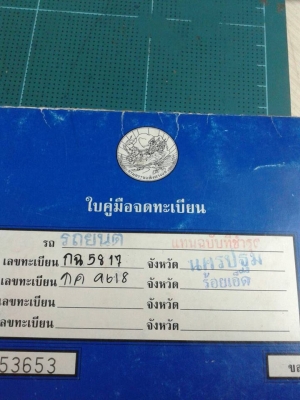 ใบคู่มือจดทะเบียน
รถ รถยนต์ แทนฉบับที่ชำรุด
เลขทะเบียน กฉ 5817 จังหวัด นครปฐม
เลขทะเบียน กค 9618 จังหวัด ร้อยเอ็ด
เลขทะเบียน จังหวัด
เลขทะเบียน จังหวัด
53653